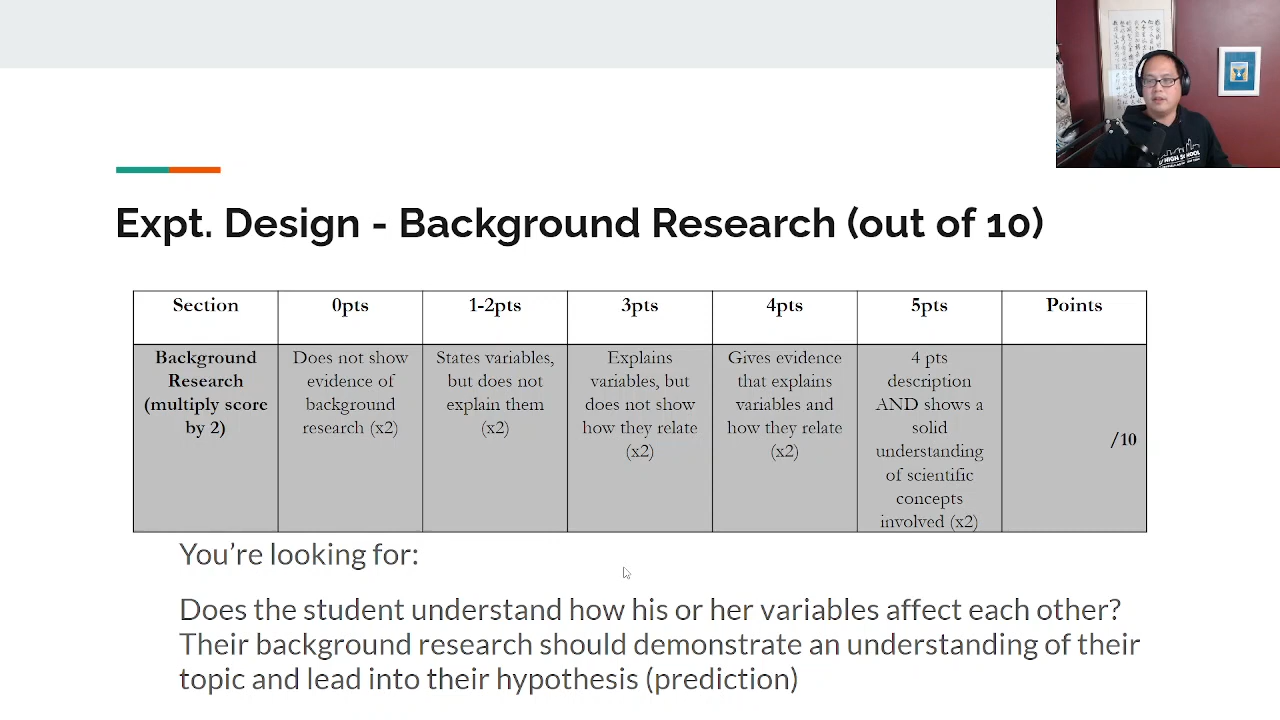 Expt. Design - Background Research (out of 10)
Section 0pts 1-2pts 3pts 4pts 5pts Points
Background Research (multiply score by 2)
Does not show evidence of background research (x2)
States variables, but does not explain them (x2)
Explains variables, but does not show how they relate (x2)
Gives evidence that explains variables and how they relate (x2)
4 pts description AND shows a solid understanding of scientific concepts involved (x2)
/10
You're looking for:
Does the student understand how his or her variables affect each other?
Their background research should demonstrate an understanding of their
topic and lead into their hypothesis (prediction)
HIGH SCHOOL